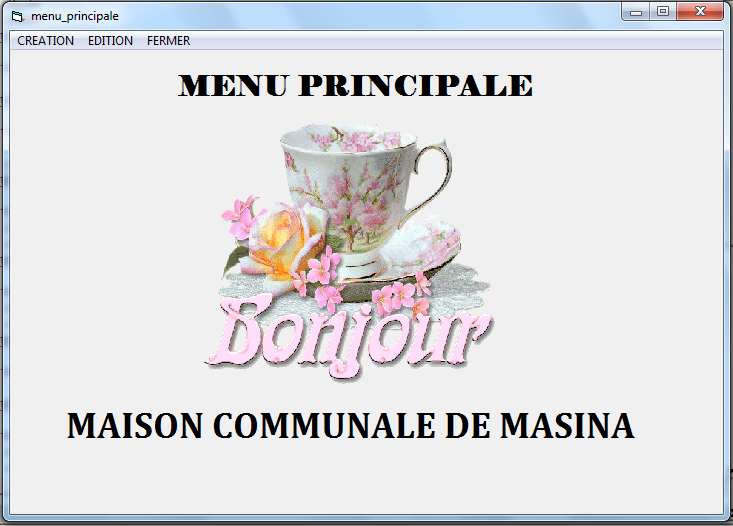 menu_principale
CREATION EDITION FERMER
MENU PRINCIPALE
Bonjour
MAISON COMMUNALE DE MASINA